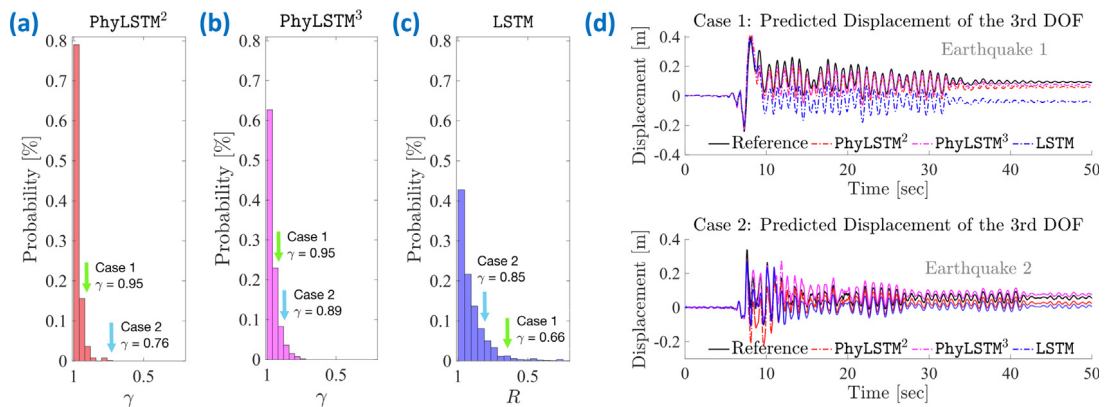 (a)
PhyLSTM²
Probability [%]
0.8
0.7
0.6
0.5
0.4
0.3
0.2
0.1
0
Case 1
γ = 0.95
Case 2
γ = 0.76
1
0.5
γ
(b)
PhyLSTM³
Probability [%]
0.8
0.7
0.6
0.5
0.4
0.3
0.2
0.1
0
Case 1
γ = 0.95
Case 2
γ = 0.89
1
0.5
γ
(c)
LSTM
Probability [%]
0.8
0.7
0.6
0.5
0.4
0.3
0.2
0.1
0
Case 2
γ = 0.85
Case 1
γ = 0.66
1
0.5
R
(d)
Case 1: Predicted Displacement of the 3rd DOF
Displacement [m]
0.4
0.2
0
-0.2
0.4
Earthquake 1
Reference PhyLSTM² PhyLSTM³ LSTM
0 10 20 30 40 50
Time [sec]
Case 2: Predicted Displacement of the 3rd DOF
Displacement [m]
0.4
0.2
0
-0.2
Earthquake 2
Reference PhyLSTM² PhyLSTM³ LSTM
0 10 20 30 40 50
Time [sec]